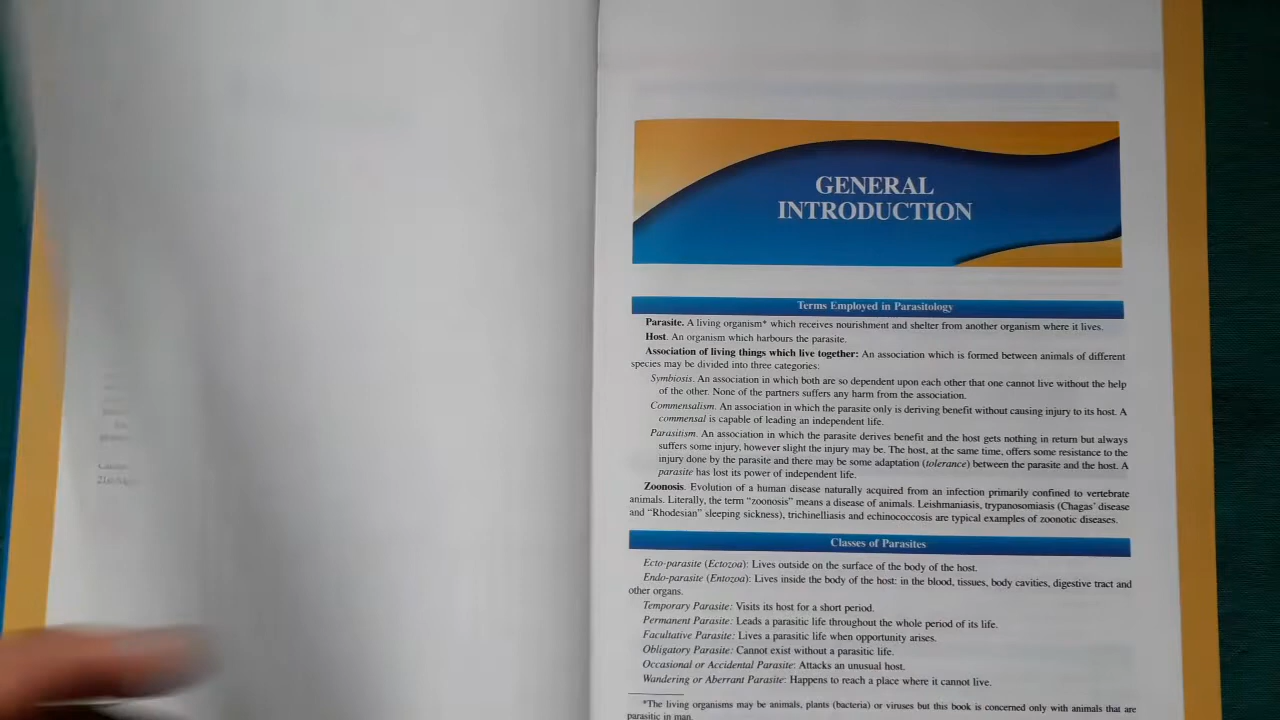 GENERAL
INTRODUCTION
Terms Employed in Parasitology
Parasite. A living organism* which receives nourishment and shelter from another organism where it lives.
Host. An organism which harbours the parasite.
Association of living things which live together: An association which is formed between animals of different
species may be divided into three categories:
Symbiosis. An association in which both are so dependent upon each other that one cannot live without the help
of the other. None of the partners suffers any harm from the association.
Commensalism. An association in which the parasite only is deriving benefit without causing injury to its host. A
commensal is capable of leading an independent life.
Parasitism. An association in which the parasite derives benefit and the host gets nothing in return but always
suffers some injury, however slight the injury may be. The host, at the same time, offers some resistance to the
injury done by the parasite and there may be some adaptation (tolerance) between the parasite and the host. A
parasite has lost its power of independent life.
Zoonosis. Evolution of a human disease naturally acquired from an infection primarily confined to vertebrate
animals. Literally, the term “zoonosis” means a disease of animals. Leishmaniasis, trypanosomiasis (Chagas’ disease
and “Rhodesian” sleeping sickness), trichinelliasis and echinococcosis are typical examples of zoonotic diseases.
Classes of Parasites
Ecto-parasite (Ectozoa): Lives outside on the surface of the body of the host.
Endo-parasite (Entozoa): Lives inside the body of the host: in the blood, tissues, body cavities, digestive tract and
other organs.
Temporary Parasite: Visits its host for a short period.
Permanent Parasite: Leads a parasitic life throughout the whole period of its life.
Facultative Parasite: Lives a parasitic life when opportunity arises.
Obligatory Parasite: Cannot exist without a parasitic life.
Occasional or Accidental Parasite: Attacks an unusual host.
Wandering or Aberrant Parasite: Happens to reach a place where it cannot live.
*The living organisms may be animals, plants (bacteria) or viruses but this book is concerned only with animals that are
parasitic in man.